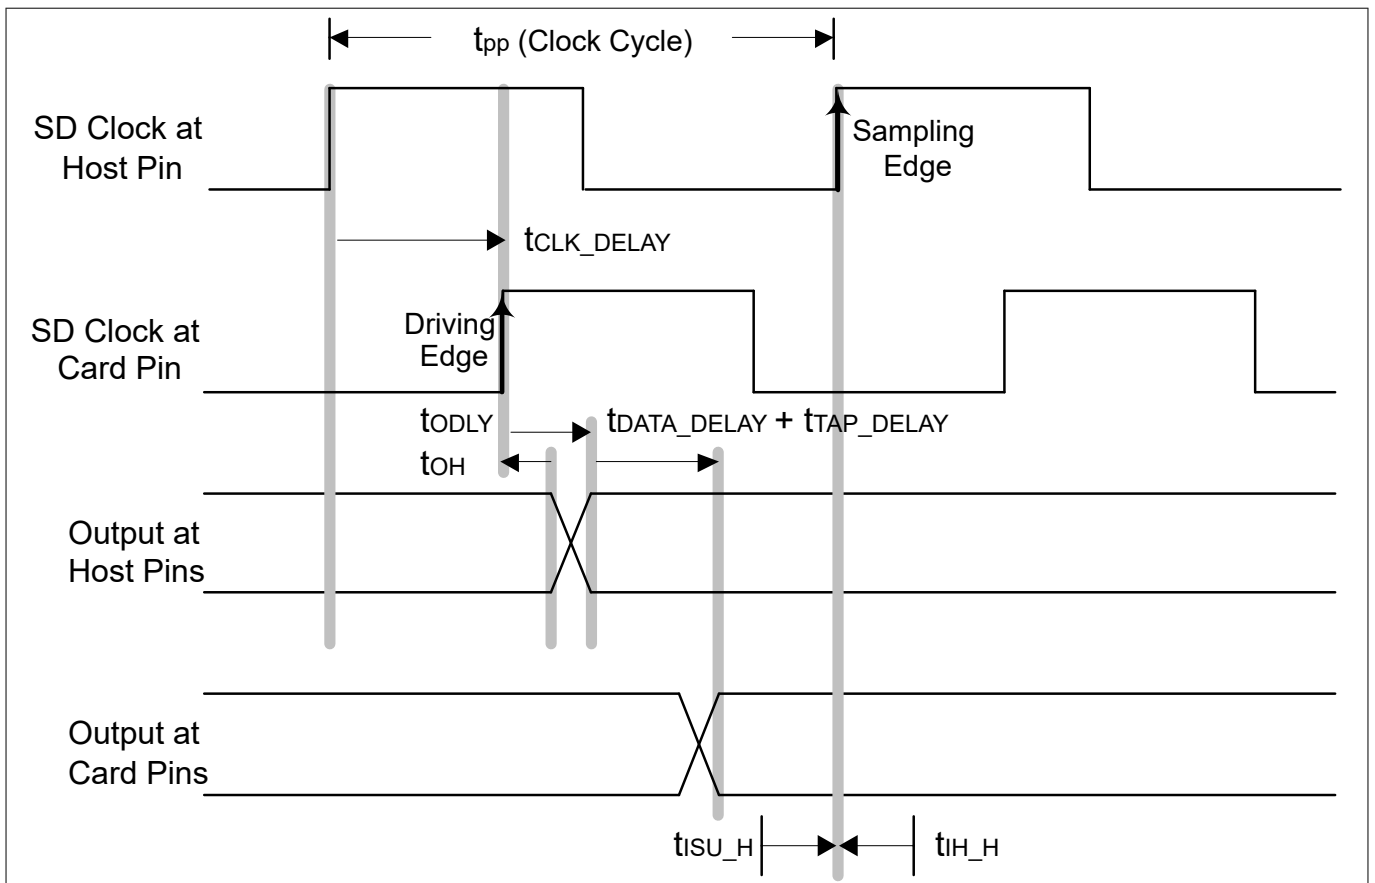 tpp (Clock Cycle)
SD Clock at
Host Pin
Sampling
Edge
tCLK_DELAY
SD Clock at
Card Pin
Driving
Edge
tODLY
tDATA_DELAY + tTAP_DELAY
tOH
Output at
Host Pins
Output at
Card Pins
tISU_H
tIH_H